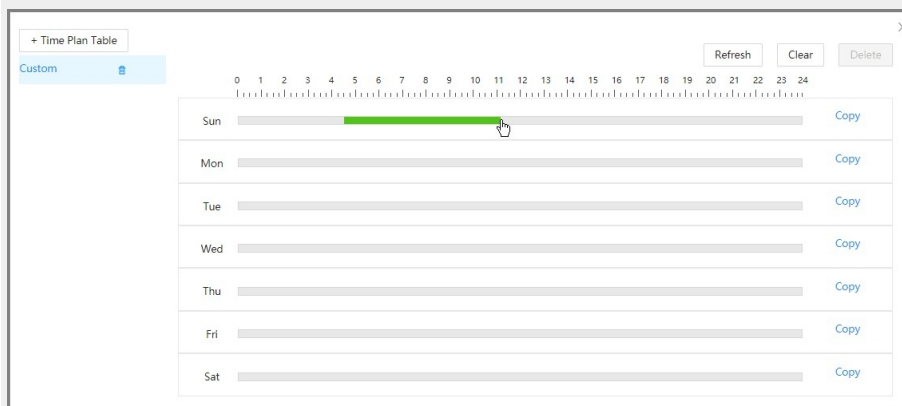 + Time Plan Table
Custom
Refresh Clear Delete
0 1 2 3 4 5 6 7 8 9 10 11 12 13 14 15 16 17 18 19 20 21 22 23 24
Sun Copy
Mon Copy
Tue Copy
Wed Copy
Thu Copy
Fri Copy
Sat Copy